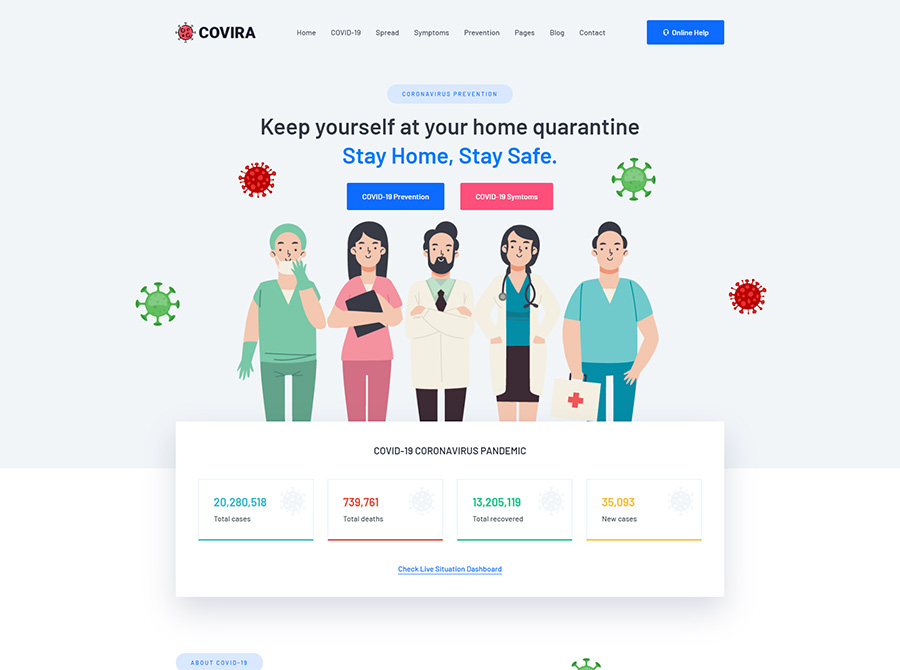 COVIRA
Home COVID-19 Spread Symptoms Prevention Pages Blog Contact
Online Help
CORONAVIRUS PREVENTION
Keep yourself at your home quarantine
Stay Home, Stay Safe.
COVID-19 Prevention COVID-19 Symtoms
COVID-19 CORONAVIRUS PANDEMIC
20,280,518 739,761 13,205,119 35,093
Total cases Total deaths Total recovered New cases
Check Live Situation Dashboard
ABOUT COVID-19